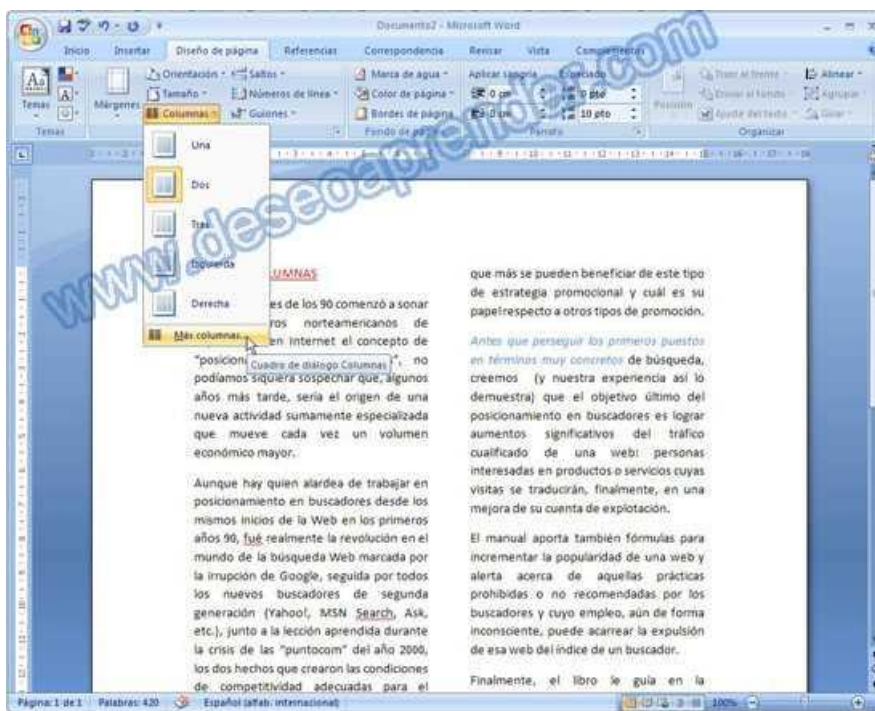 Documento2 - Microsoft Word
Inicio Insertar Diseño de página Referencias Correspondencia Revisar Vista Complementos
Orientación Saltos Marca de agua Aplicar sangría Espaciado Traer al frente Alinear
Temas Márgenes Tamaño Números de línea Color de página 0 cm 0 pto Posición Enviar al fondo Agrupar
Columnas Guiones Bordes de página 0 cm 10 pto Ajuste del texto Girar
Temas Fondo de página Párrafo Organizar
Una
Dos
Tres
Izquierda
Derecha
Más columnas...
Cuadro de diálogo Columnas
www.deseoaprender.com
UMNAS
es de los 90 comenzó a sonar
ros norteamericanos de
en Internet el concepto de
"posicion ", no
podíamos siquiera sospechar que, algunos
años más tarde, sería el origen de una
nueva actividad sumamente especializada
que mueve cada vez un volumen
económico mayor.
Aunque hay quien alardea de trabajar en
posicionamiento en buscadores desde los
mismos inicios de la Web en los primeros
años 90, fué realmente la revolución en el
mundo de la búsqueda Web marcada por
la irrupción de Google, seguida por todos
los nuevos buscadores de segunda
generación (Yahoo!, MSN Search, Ask,
etc.), junto a la lección aprendida durante
la crisis de las "puntocom" del año 2000,
los dos hechos que crearon las condiciones
de competitividad adecuadas para el
que más se pueden beneficiar de este tipo
de estrategia promocional y cuál es su
papel respecto a otros tipos de promoción.
Antes que perseguir los primeros puestos
en términos muy concretos de búsqueda,
creemos (y nuestra experiencia así lo
demuestra) que el objetivo último del
posicionamiento en buscadores es lograr
aumentos significativos del tráfico
cualificado de una web: personas
interesadas en productos o servicios cuyas
visitas se traducirán, finalmente, en una
mejora de su cuenta de explotación.
El manual aporta también fórmulas para
incrementar la popularidad de una web y
alerta acerca de aquellas prácticas
prohibidas o no recomendadas por los
buscadores y cuyo empleo, aún de forma
inconsciente, puede acarrear la expulsión
de esa web del índice de un buscador.
Finalmente, el libro le guía en la
Página: 1 de 1 Palabras: 420 Español (alfab. internacional) 100%